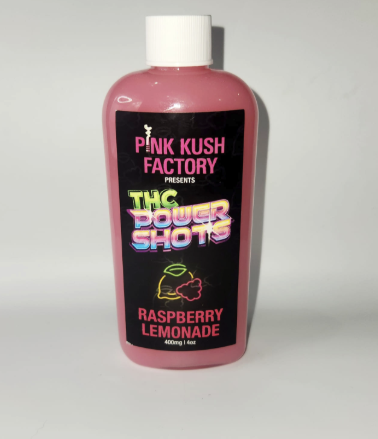 PINK KUSH
FACTORY
PRESENTS
THC
POWER
SHOTS
RASPBERRY
LEMONADE
400mg | 4oz